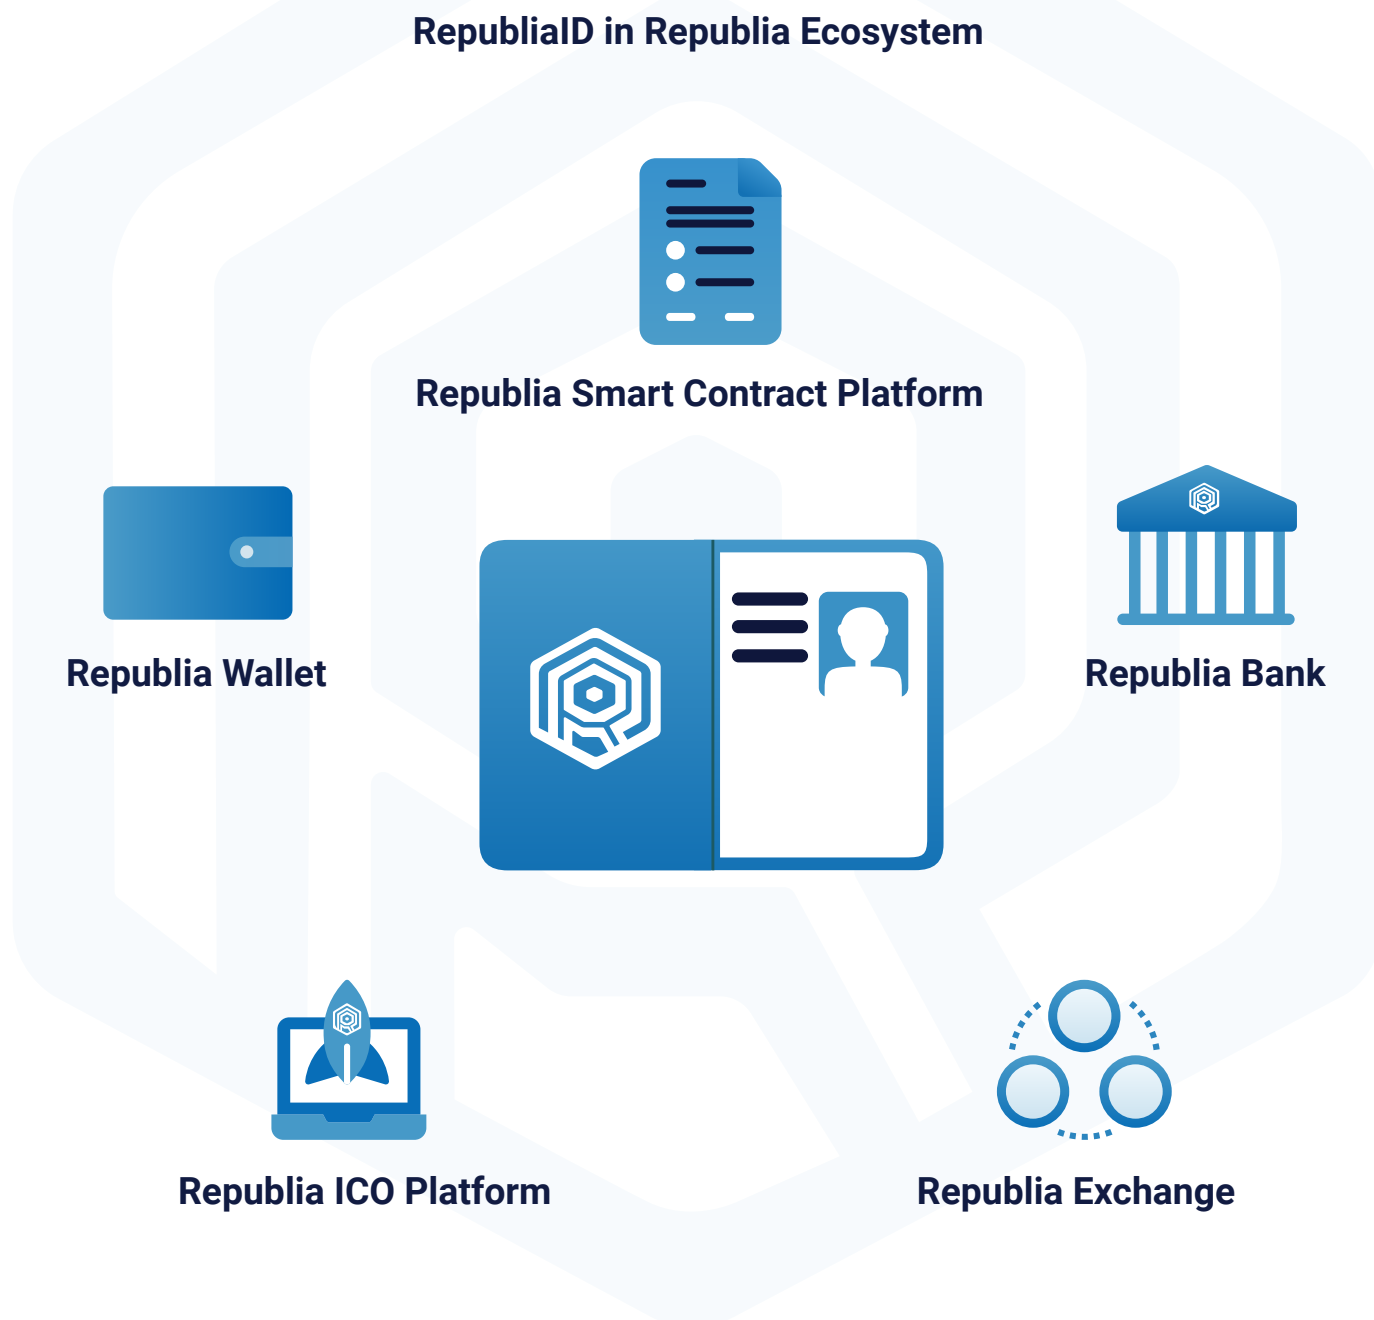 RepubliaID in Republia Ecosystem
Republia Smart Contract Platform
Republia Wallet
Republia Bank
Republia ICO Platform
Republia Exchange